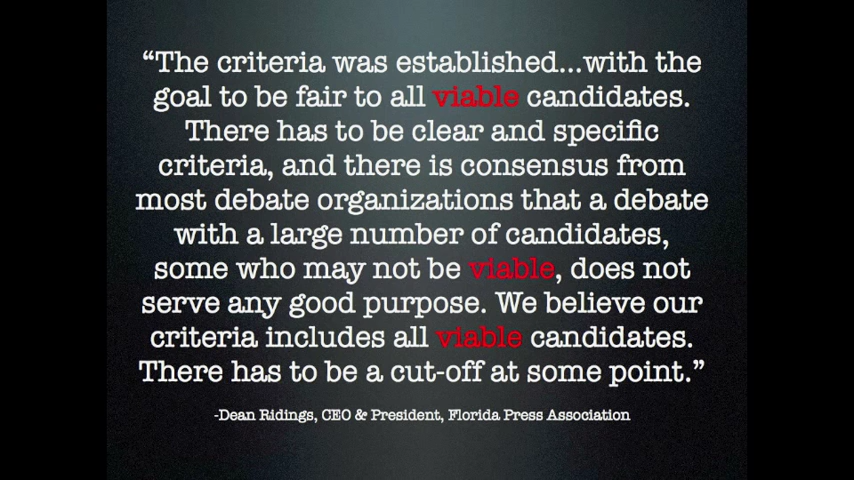 “The criteria was established...with the
goal to be fair to all viable candidates.
There has to be clear and specific
criteria, and there is consensus from
most debate organizations that a debate
with a large number of candidates,
some who may not be viable, does not
serve any good purpose. We believe our
criteria includes all viable candidates.
There has to be a cut-off at some point.”
-Dean Ridings, CEO & President, Florida Press Association